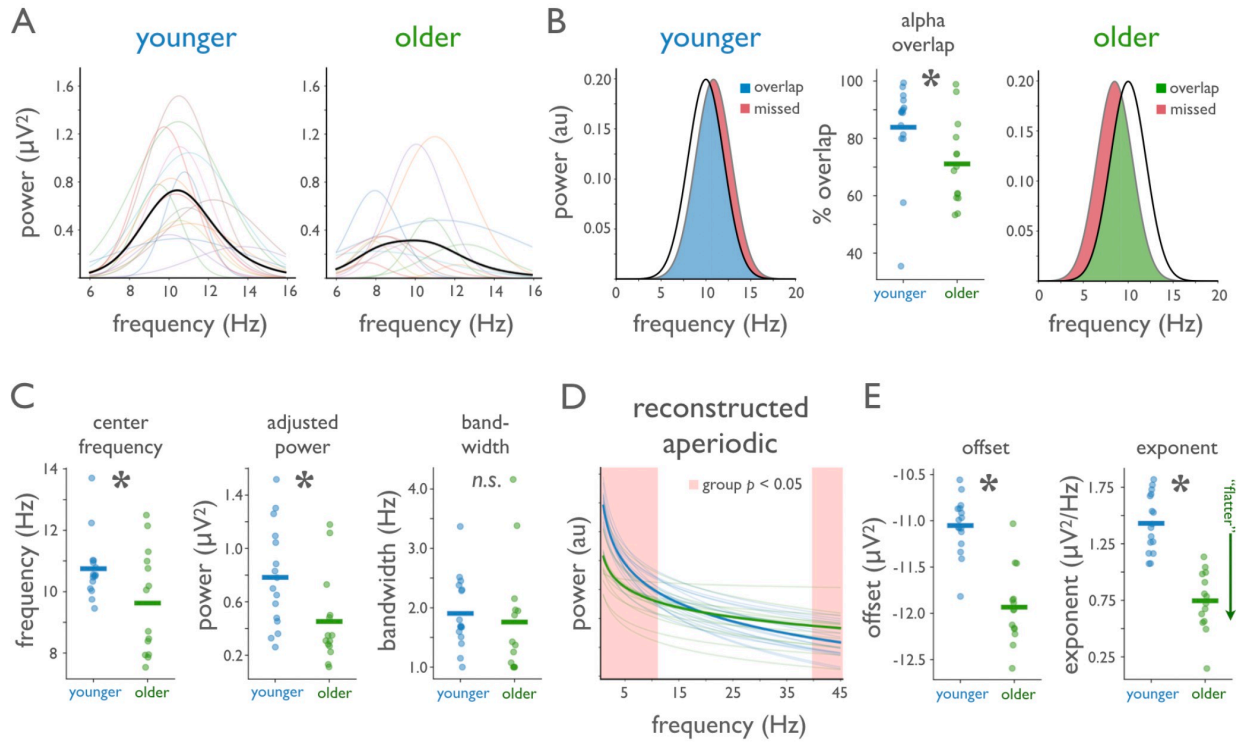 A
younger
older
power (μV²)
1.6
1.2
0.8
0.4
6 8 10 12 14 16
frequency (Hz)
1.6
1.2
0.8
0.4
6 8 10 12 14 16
frequency (Hz)
B
younger
overlap
missed
power (au)
0.20
0.15
0.10
0.05
0 5 10 15 20
frequency (Hz)
alpha
overlap
*
% overlap
100
80
60
40
younger older
older
overlap
missed
0.20
0.15
0.10
0.05
0 5 10 15 20
frequency (Hz)
C
center
frequency
*
frequency (Hz)
14
12
10
8
younger older
adjusted
power
*
power (μV²)
1.4
1.0
0.6
0.2
younger older
band-
width
n.s.
bandwidth (Hz)
4.0
3.0
2.0
1.0
younger older
D
reconstructed
aperiodic
group p < 0.05
power (au)
5 15 25 35 45
frequency (Hz)
E
offset
*
offset (μV²)
-10.5
-11.0
-11.5
-12.0
-12.5
younger older
exponent
*
exponent (μV²/Hz)
1.75
1.25
0.75
0.25
younger older
"flatter"